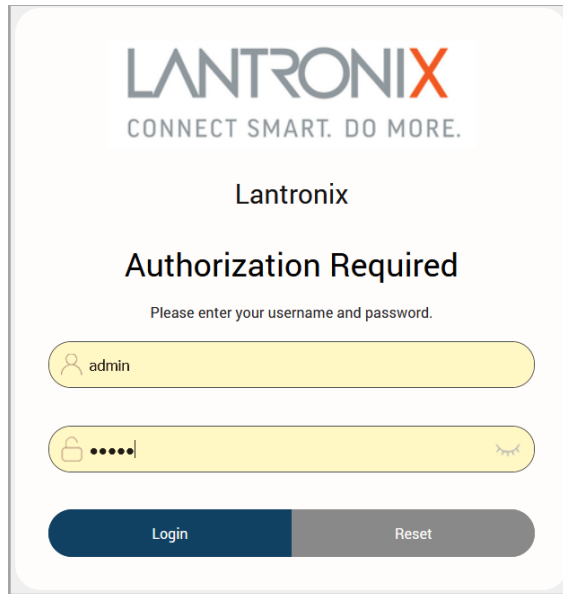 LANTRONIX
CONNECT SMART. DO MORE.
Lantronix
Authorization Required
Please enter your username and password.
admin
•••••
Login Reset